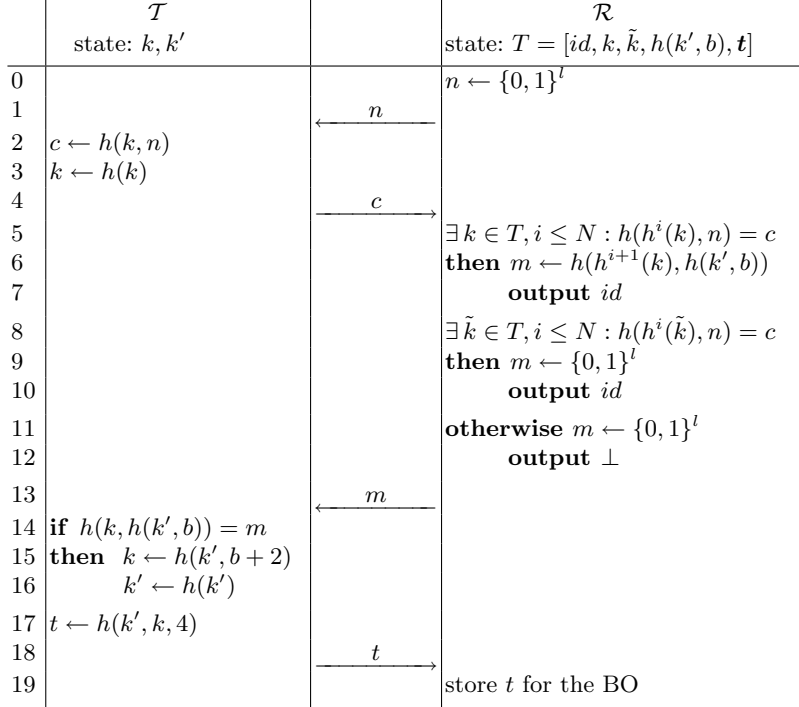 𝒯 ℛ
state: k, k′ state: T = [id, k, k̃, h(k′, b), t]
0 n ← {0, 1}^l
1 n
2 c ← h(k, n)
3 k ← h(k)
4 c
5 ∃ k ∈ T, i ≤ N : h(h^i(k), n) = c
6 then m ← h(h^{i+1}(k), h(k′, b))
7 output id
8 ∃ k̃ ∈ T, i ≤ N : h(h^i(k̃), n) = c
9 then m ← {0, 1}^l
10 output id
11 otherwise m ← {0, 1}^l
12 output ⊥
13 m
14 if h(k, h(k′, b)) = m
15 then k ← h(k′, b + 2)
16 k′ ← h(k′)
17 t ← h(k′, k, 4)
18 t
19 store t for the BO